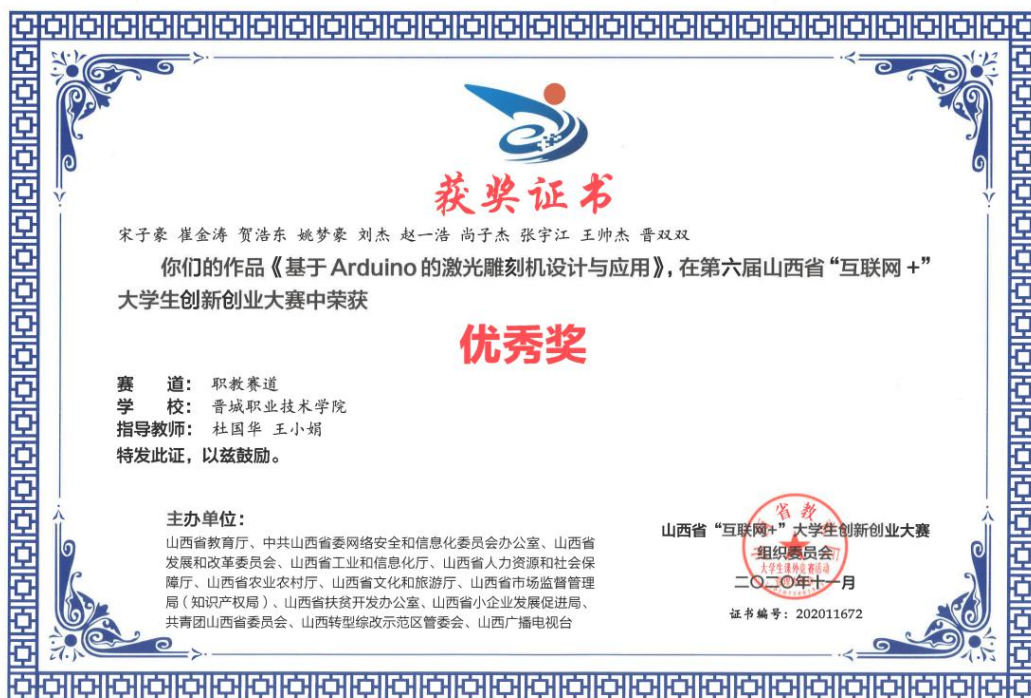 获奖证书
宋子豪 崔金涛 贺浩东 姚梦豪 刘杰 赵一浩 尚子杰 张宇江 王帅杰 晋双双
你们的作品《基于 Arduino 的激光雕刻机设计与应用》，在第六届山西省“互联网 +”
大学生创新创业大赛中荣获
优秀奖
赛　道： 职教赛道
学　校： 晋城职业技术学院
指导教师： 杜国华 王小娟
特发此证，以兹鼓励。
主办单位：
山西省教育厅、中共山西省委网络安全和信息化委员会办公室、山西省
发展和改革委员会、山西省工业和信息化厅、山西省人力资源和社会保
障厅、山西省农业农村厅、山西省文化和旅游厅、山西省市场监督管理
局（知识产权局）、山西省扶贫开发办公室、山西省小企业发展促进局、
共青团山西省委员会、山西转型综改示范区管委会、山西广播电视台
山西省“互联网+”大学生创新创业大赛
组织委员会
大学生课外竞赛活动
二〇二〇年十一月
证书编号：202011672